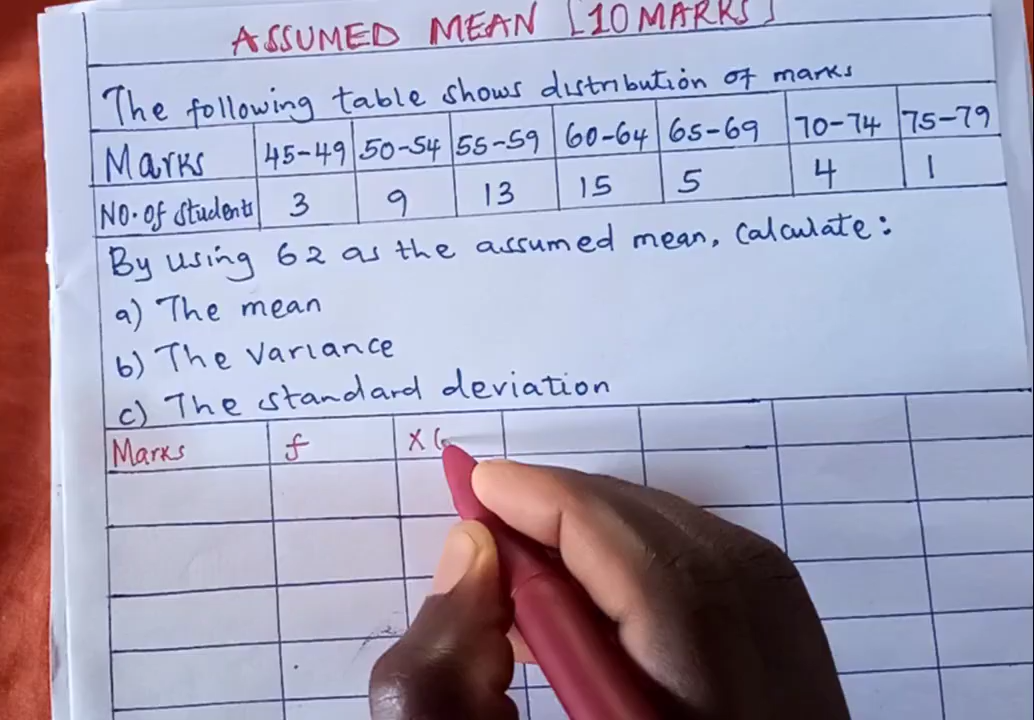 ASSUMED MEAN [10 MARKS]
The following table shows distribution of marks
Marks 45-49 50-54 55-59 60-64 65-69 70-74 75-79
NO. of students 3 9 13 15 5 4 1
By using 62 as the assumed mean, calculate:
a) The mean
b) The variance
c) The standard deviation
Marks f x (